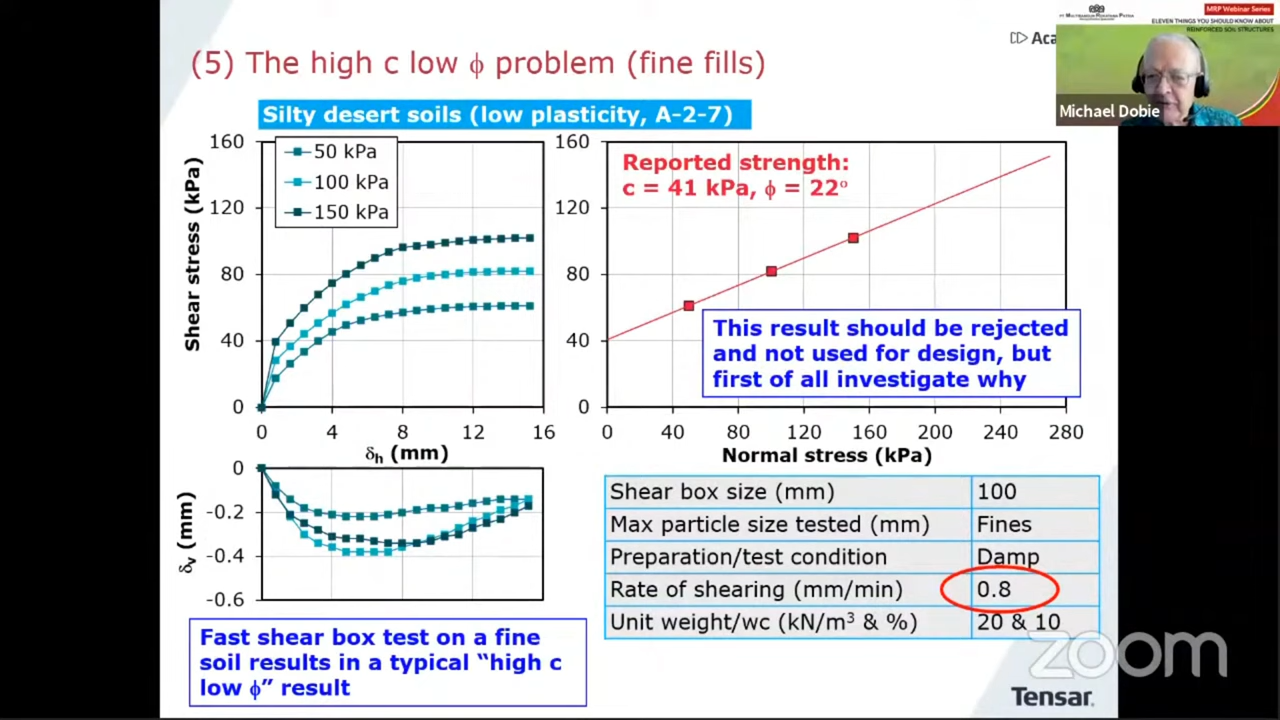 MRP Webinar Series
ELEVEN THINGS YOU SHOULD KNOW ABOUT
REINFORCED SOIL STRUCTURES
Aca
Michael Dobie
(5) The high c low ϕ problem (fine fills)
Silty desert soils (low plasticity, A-2-7)
160
120
80
40
0
Shear stress (kPa)
50 kPa
100 kPa
150 kPa
0 4 8 12 16
δh (mm)
160
120
80
40
0
Reported strength:
c = 41 kPa, ϕ = 22°
This result should be rejected
and not used for design, but
first of all investigate why
0 40 80 120 160 200 240 280
Normal stress (kPa)
0
-0.2
-0.4
-0.6
δv (mm)
Shear box size (mm) 100
Max particle size tested (mm) Fines
Preparation/test condition Damp
Rate of shearing (mm/min) 0.8
Unit weight/wc (kN/m³ & %) 20 & 10
Fast shear box test on a fine
soil results in a typical “high c
low ϕ” result
zoom
Tensar.